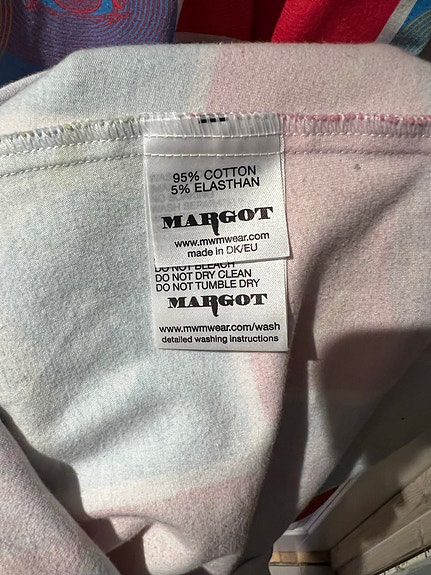 95% COTTON
5% ELASTHAN
MARGOT
www.mwmwear.com
made in DK/EU
DO NOT BLEACH
DO NOT DRY CLEAN
DO NOT TUMBLE DRY
MARGOT
www.mwmwear.com/wash
detailed washing instructions